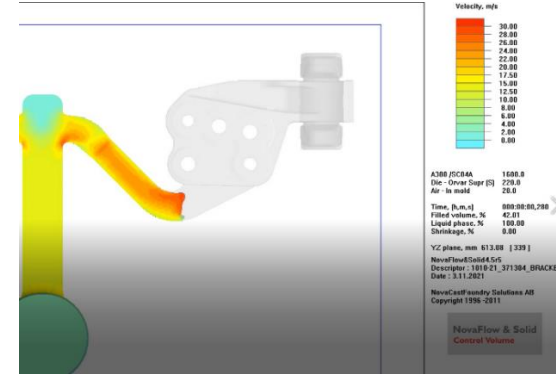 Velocity, m/s
30.00
28.00
26.00
24.00
22.00
20.00
17.50
15.00
12.50
10.00
8.00
6.00
4.00
2.00
0.00
A380 /SC84A 1600.0
Die - Orvar Supr (S) 220.0
Air - In mold 20.0
Time, [h,m,s] 000:00:00,200
Filled volume, % 42.01
Liquid phase, % 100.00
Shrinkage, % 0.00
YZ plane, mm 613.08 [ 339 ]
NovaFlow&Solid4.5r5
Descriptor : 1010-21_371304_BRACKE
Date : 3.11.2021
NovaCastFoundry Solutions AB
Copyright 1996 -2011
NovaFlow & Solid
Control Volume